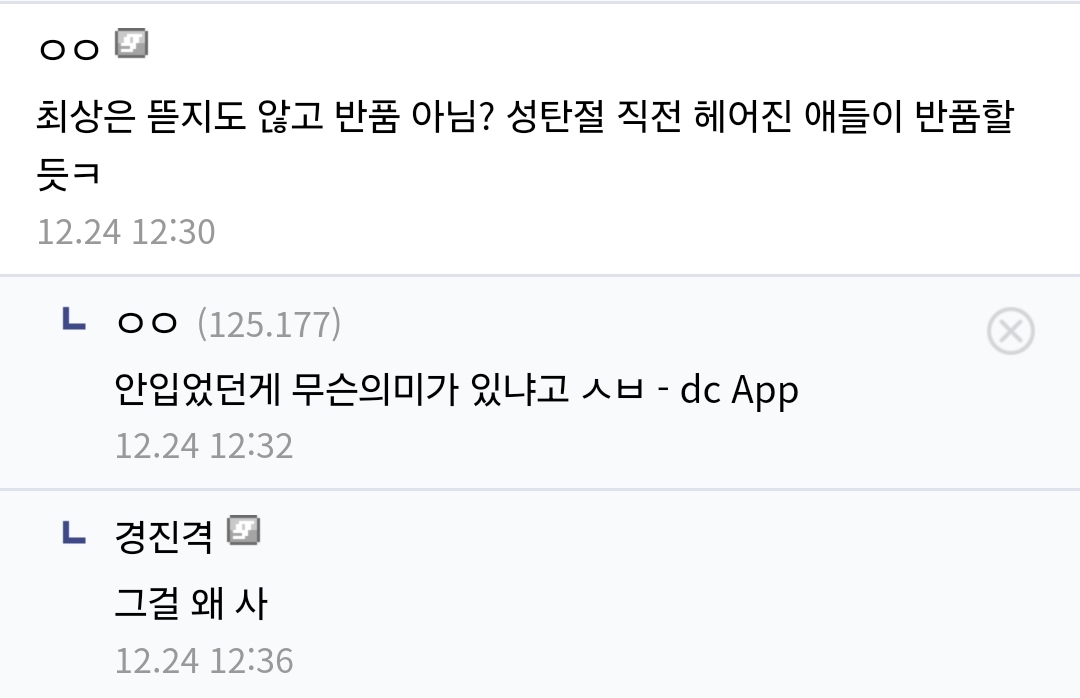 ㅇㅇ
최상은 뜯지도 않고 반품 아님? 성탄절 직전 헤어진 애들이 반품할
듯ㅋ
12.24 12:30
ㄴ ㅇㅇ (125.177)
안입었던게 무슨의미가 있냐고 ㅅㅂ - dc App
12.24 12:32
ㄴ 경진격
그걸 왜 사
12.24 12:36